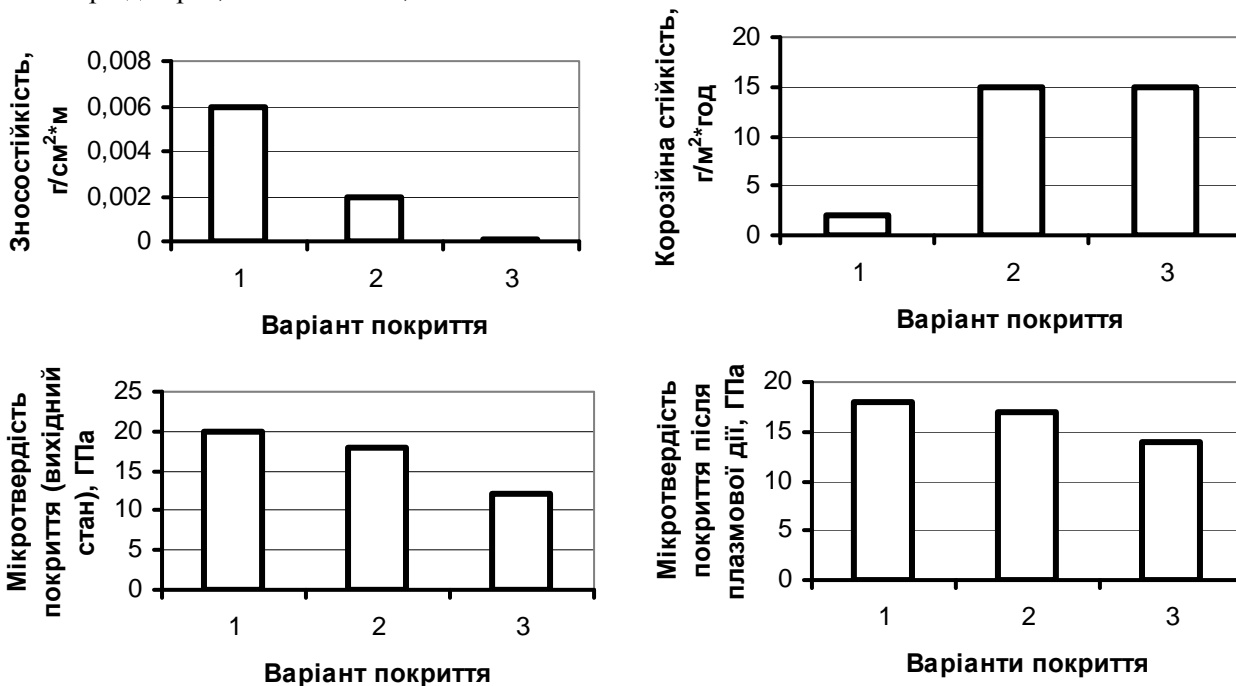 Зносостійкість,
г/см²*м
0,008
0,006
0,004
0,002
0
1 2 3
Варіант покриття
Корозійна стійкість,
г/м²*год
20
15
10
5
0
1 2 3
Варіант покриття
Мікротвердість
покриття (вихідний
стан), ГПа
25
20
15
10
5
0
1 2 3
Варіант покриття
Мікротвердість
покриття після
плазмової дії, ГПа
20
15
10
5
0
1 2 3
Варіанти покриття